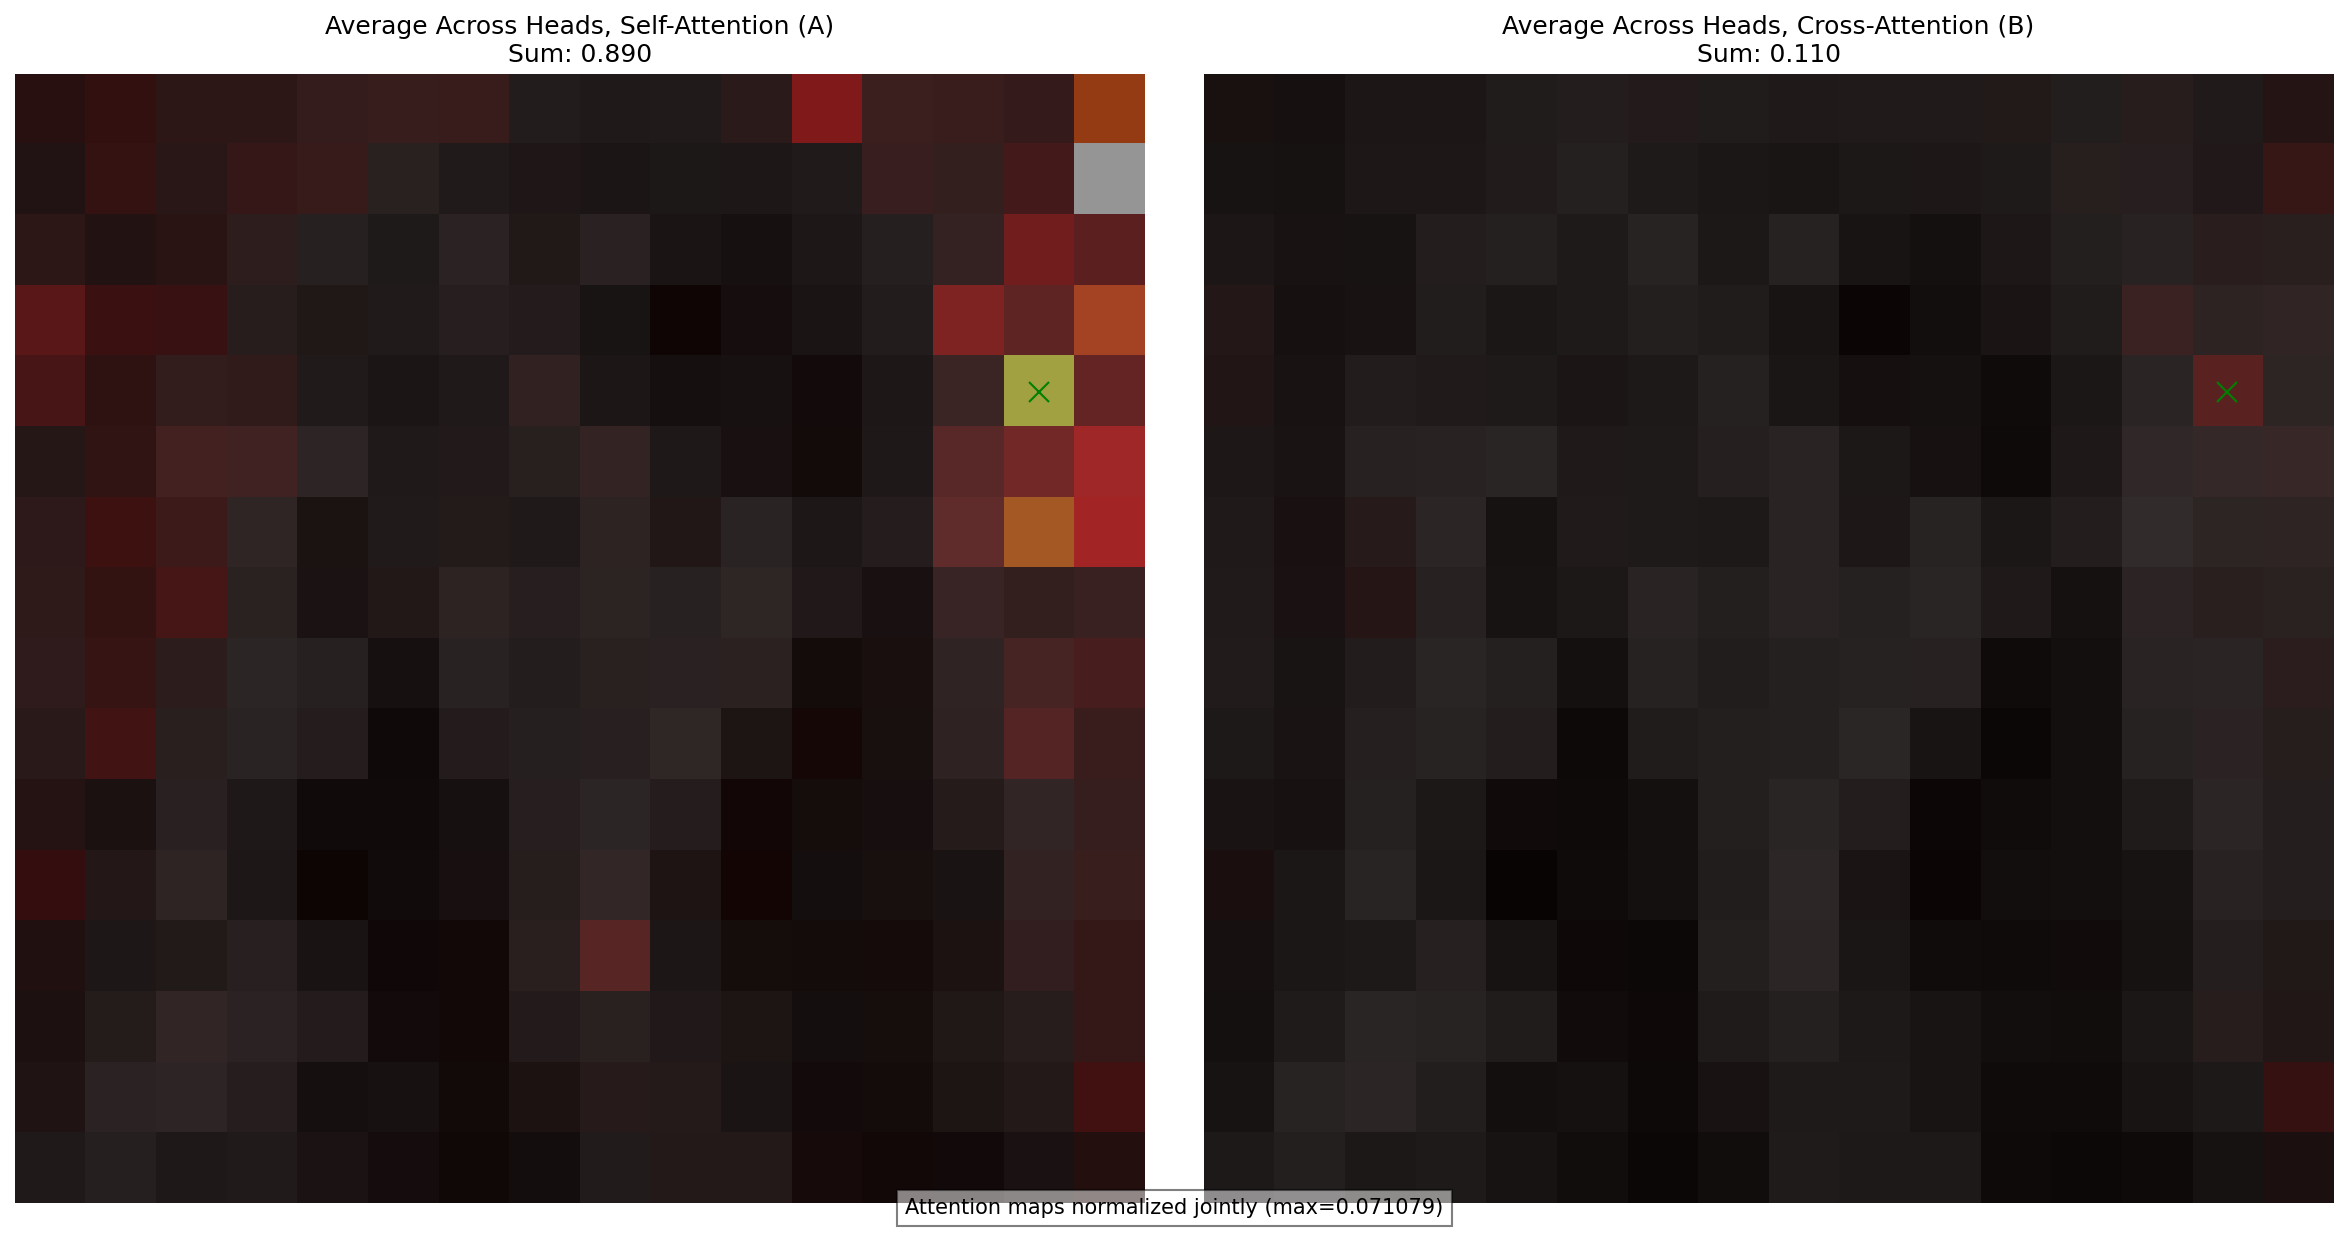 Average Across Heads, Self-Attention (A)
Sum: 0.890
Average Across Heads, Cross-Attention (B)
Sum: 0.110
Attention maps normalized jointly (max=0.071079)